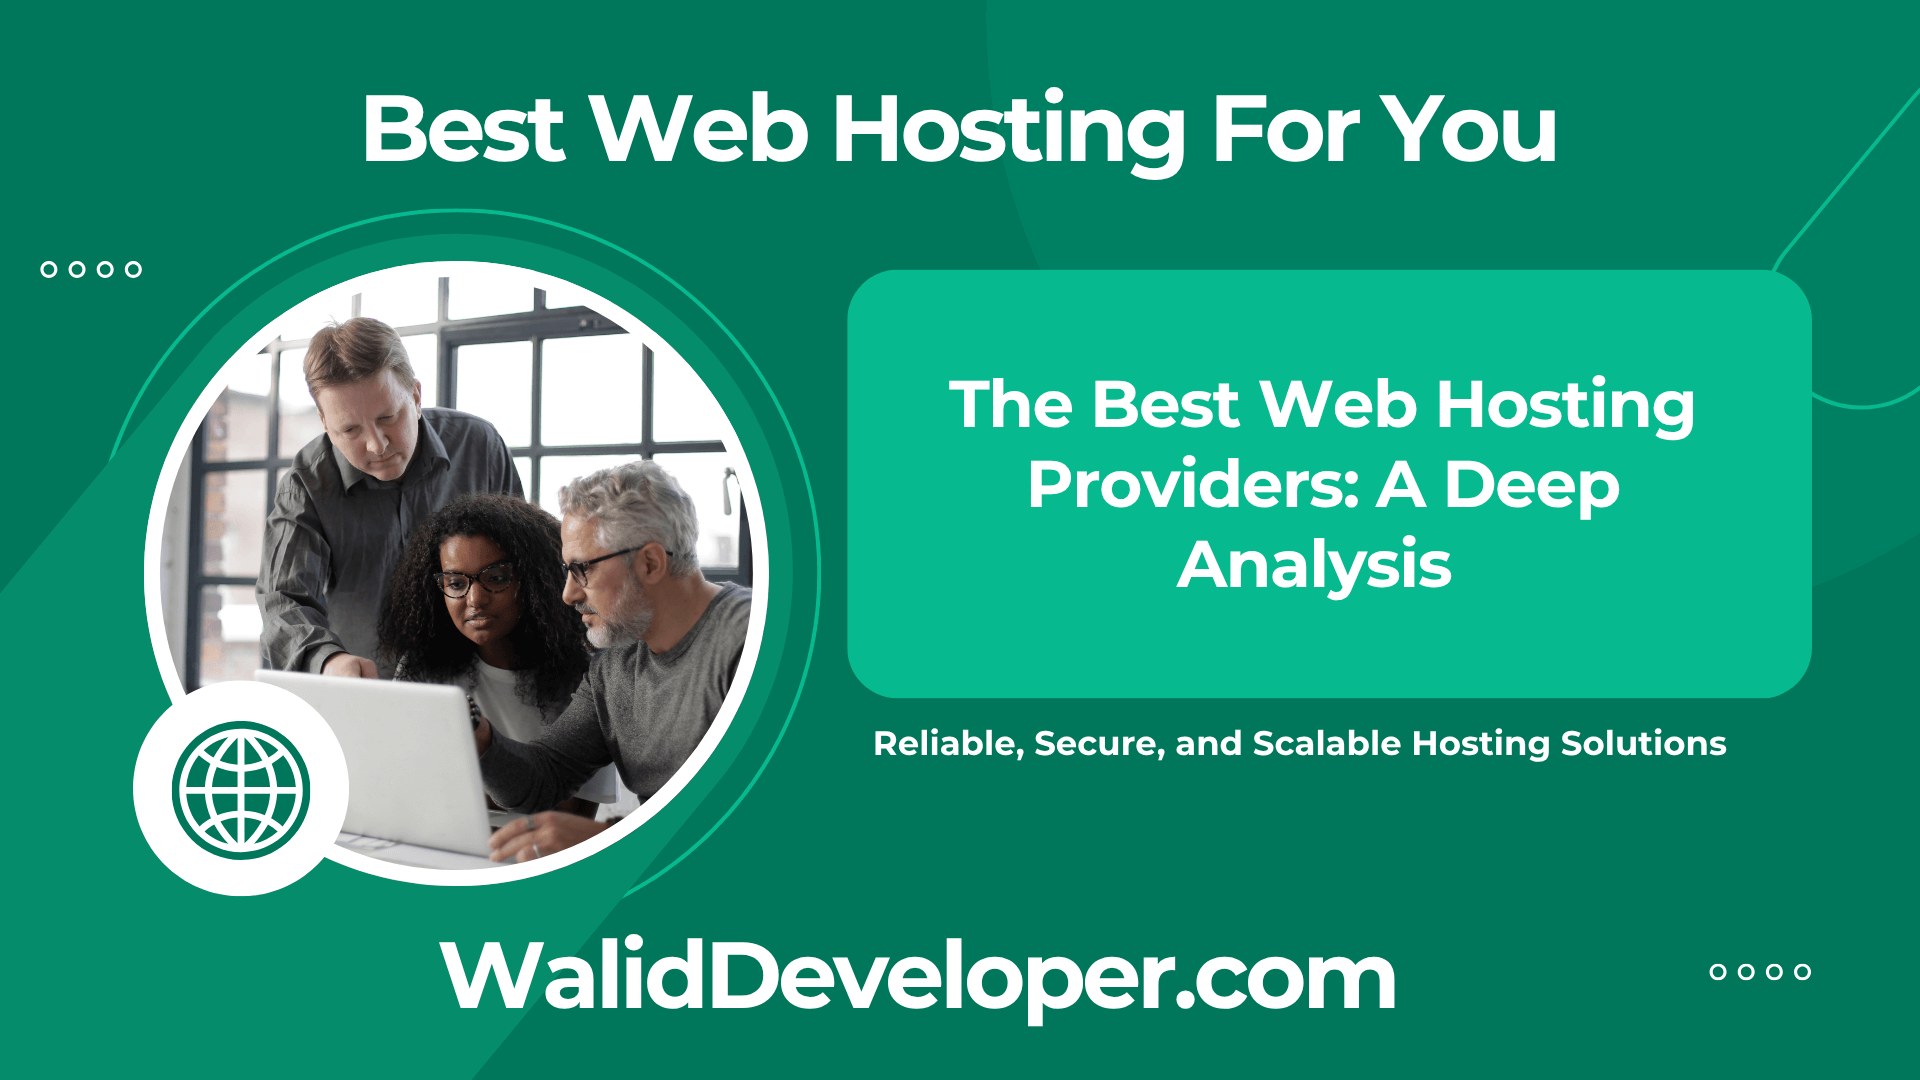 Best Web Hosting For You
The Best Web Hosting
Providers: A Deep
Analysis
Reliable, Secure, and Scalable Hosting Solutions
WalidDeveloper.com